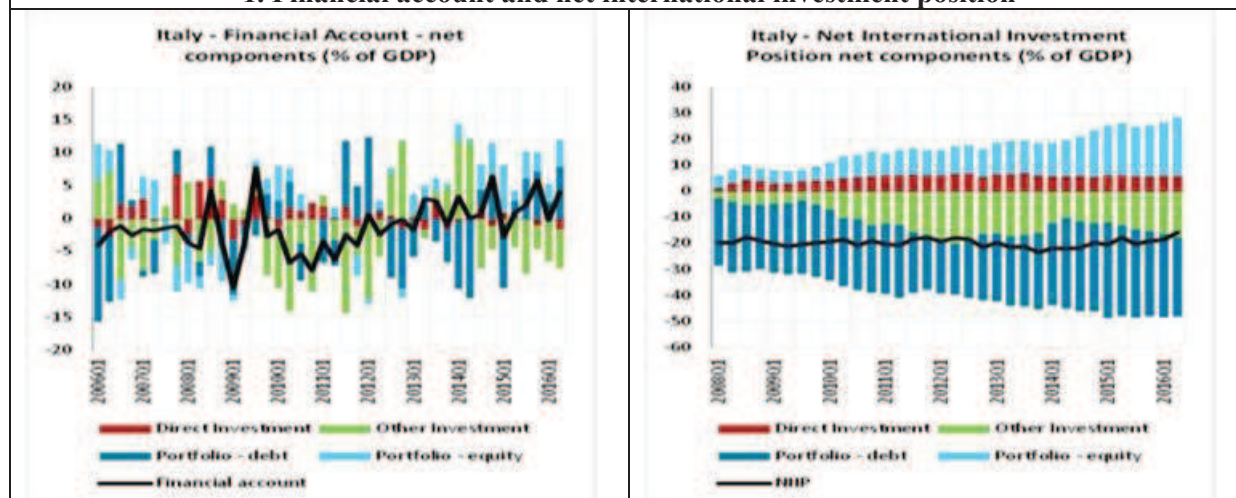 1. Financial account and net international investment position
Italy - Financial Account - net
components (% of GDP)
20
15
10
5
0
-5
-10
-15
-20
2006Q1
2007Q1
2008Q1
2009Q1
2010Q1
2011Q1
2012Q1
2013Q1
2014Q1
2015Q1
2016Q1
Direct Investment
Other Investment
Portfolio - debt
Portfolio - equity
Financial account
Italy - Net International Investment
Position net components (% of GDP)
40
30
20
10
0
-10
-20
-30
-40
-50
-60
2008Q1
2009Q1
2010Q1
2011Q1
2012Q1
2013Q1
2014Q1
2015Q1
2016Q1
Direct Investment
Other Investment
Portfolio - debt
Portfolio - equity
NIIP